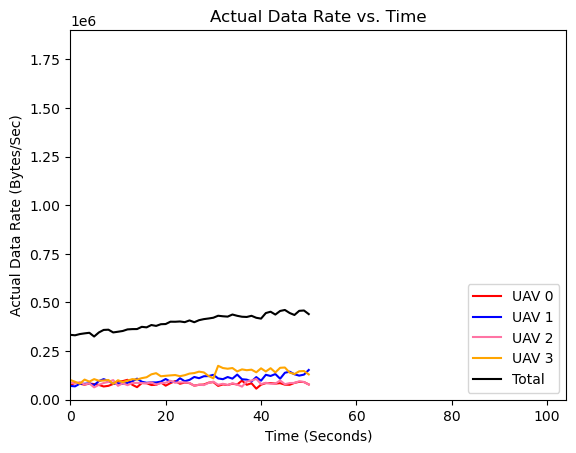 Actual Data Rate vs. Time
1e6
Actual Data Rate (Bytes/Sec)
1.75
1.50
1.25
1.00
0.75
0.50
0.25
0.00
0 20 40 60 80 100
Time (Seconds)
UAV 0
UAV 1
UAV 2
UAV 3
Total